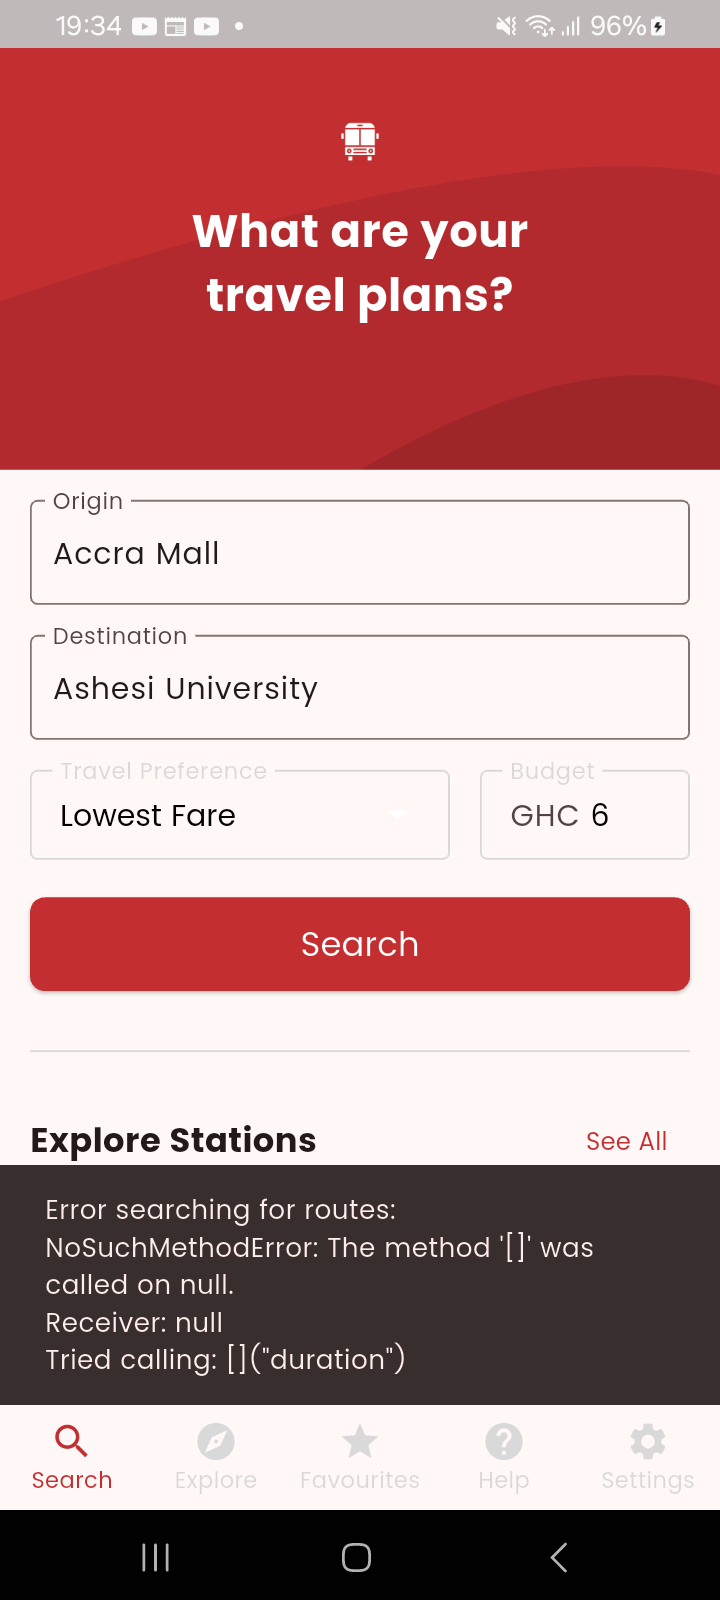 19:34 96%
What are your
travel plans?
Origin
Accra Mall
Destination
Ashesi University
Travel Preference Budget
Lowest Fare GHC 6
Search
Explore Stations See All
Error searching for routes:
NoSuchMethodError: The method '[]' was
called on null.
Receiver: null
Tried calling: []("duration")
Search Explore Favourites Help Settings